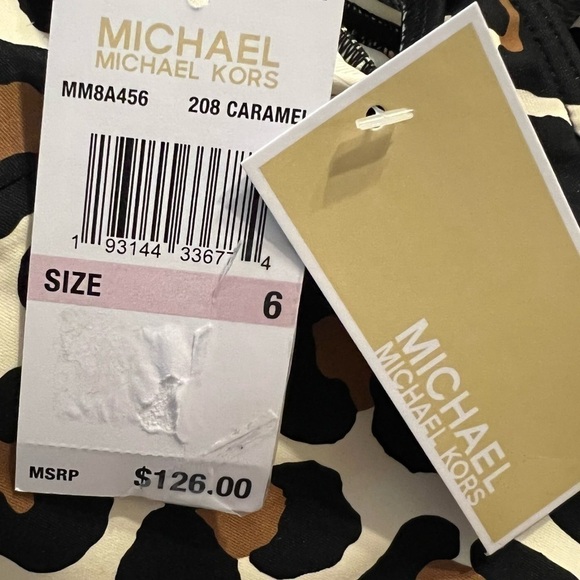 MICHAEL
MICHAEL KORS
MM8A456 208 CARAMEL
1 93144 33677 4
SIZE 6
MSRP $126.00
MICHAEL
MICHAEL KORS